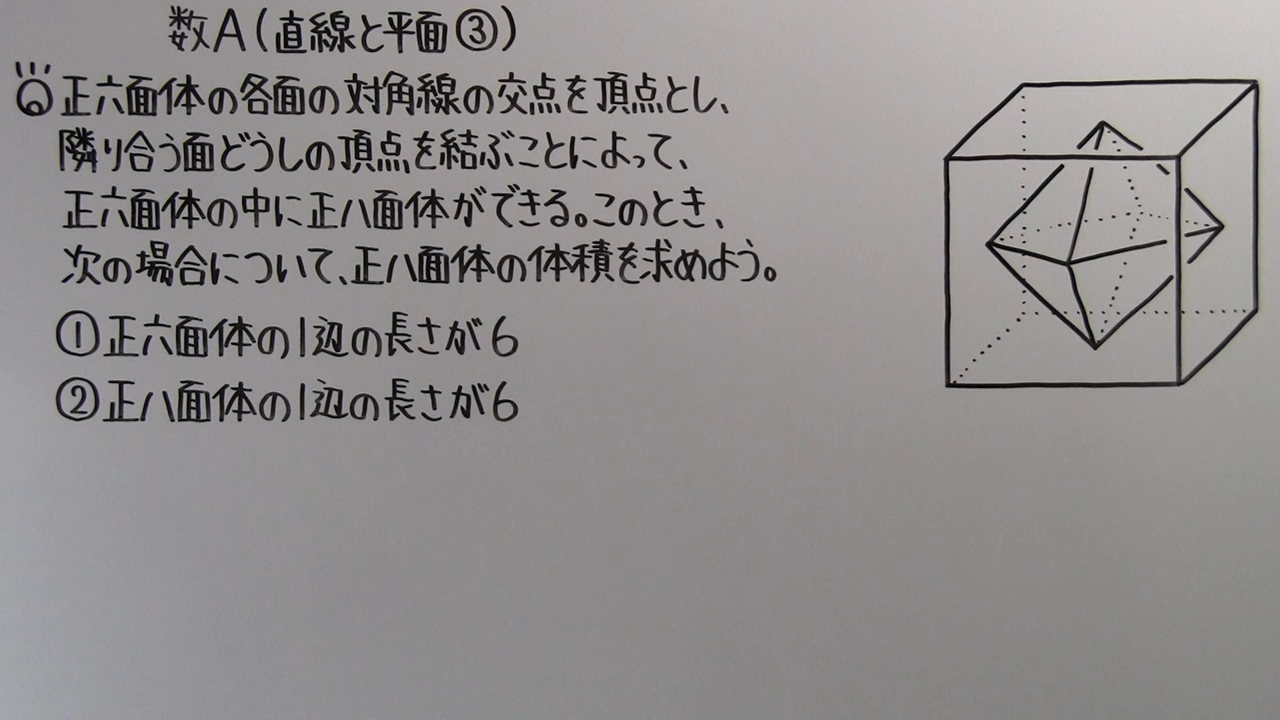 数A(直線と平面③)
正六面体の各面の対角線の交点を頂点とし、
隣り合う面どうしの頂点を結ぶことによって、
正六面体の中に正八面体ができる。このとき、
次の場合について、正八面体の体積を求めよう。
①正六面体の1辺の長さが6
②正八面体の1辺の長さが6